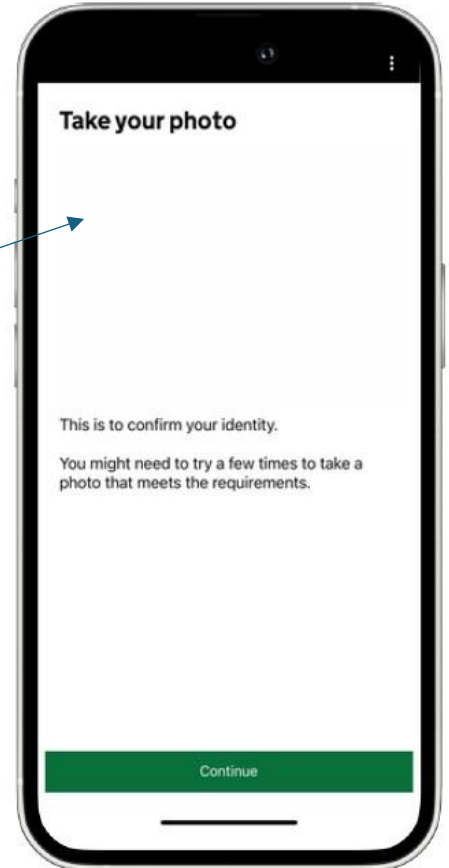 Take your photo
This is to confirm your identity.
You might need to try a few times to take a
photo that meets the requirements.
Continue